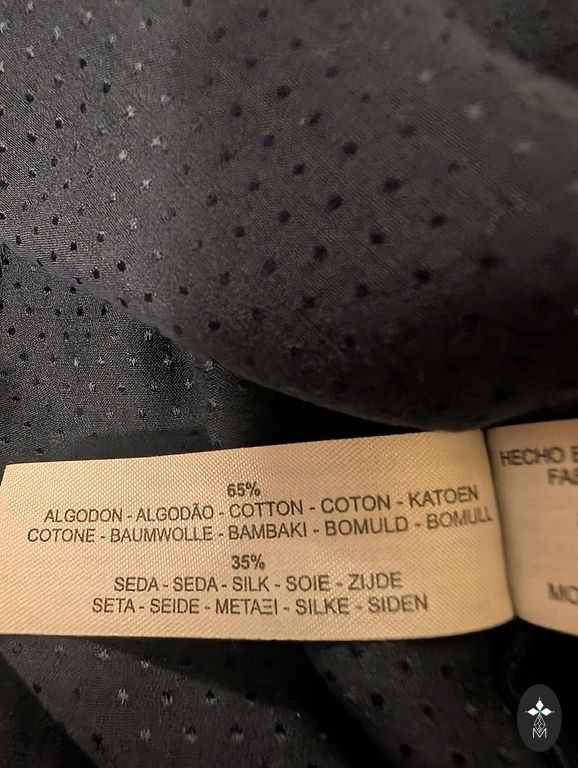 65%
ALGODON - ALGODÃO - COTTON - COTON - KATOEN
COTONE - BAUMWOLLE - BAMBAKI - BOMULD - BOMULL
35%
SEDA - SEDA - SILK - SOIE - ZIJDE
SETA - SEIDE - METAΞI - SILKE - SIDEN
HECHO